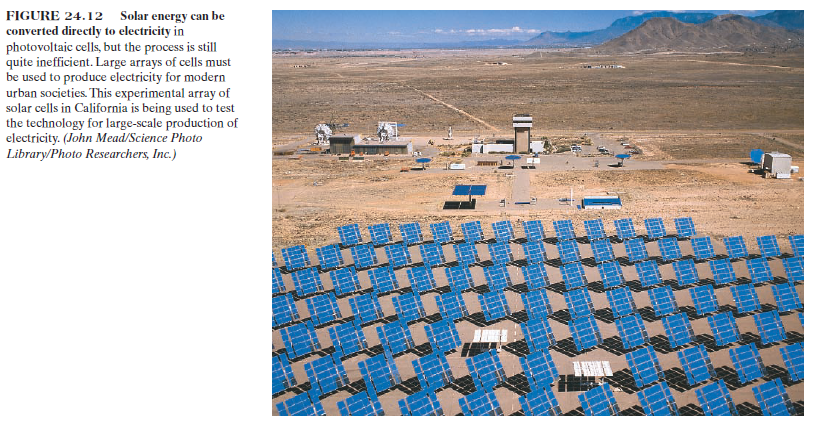 FIGURE 24.12 Solar energy can be
converted directly to electricity in
photovoltaic cells, but the process is still
quite inefficient. Large arrays of cells must
be used to produce electricity for modern
urban societies. This experimental array of
solar cells in California is being used to test
the technology for large-scale production of
electricity. (John Mead/Science Photo
Library/Photo Researchers, Inc.)